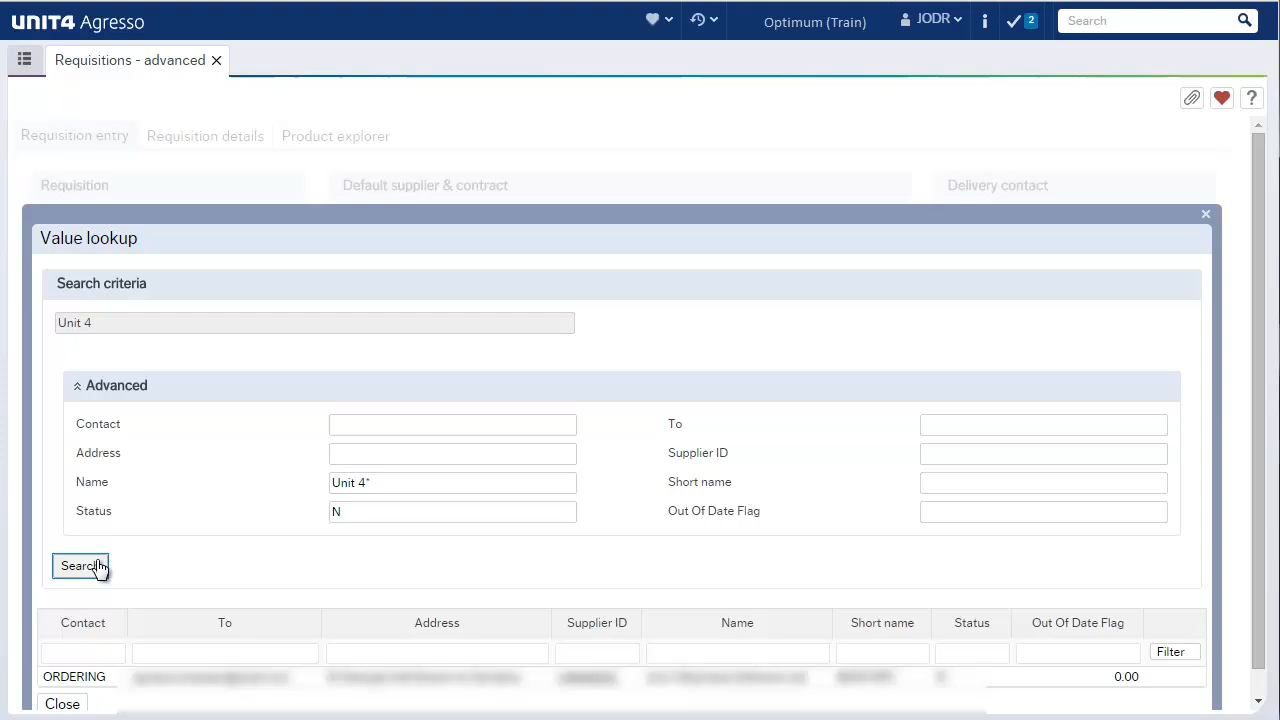 UNIT4 Agresso
Optimum (Train)
JODR
2
Search
Requisitions - advanced
Requisition entry
Requisition details
Product explorer
Requisition
Default supplier & contract
Delivery contact
Value lookup
Search criteria
Unit 4
Advanced
Contact
To
Address
Supplier ID
Name
Unit 4*
Short name
Status
N
Out Of Date Flag
Search
Contact To Address Supplier ID Name Short name Status Out Of Date Flag
Filter
ORDERING
0.00
Close